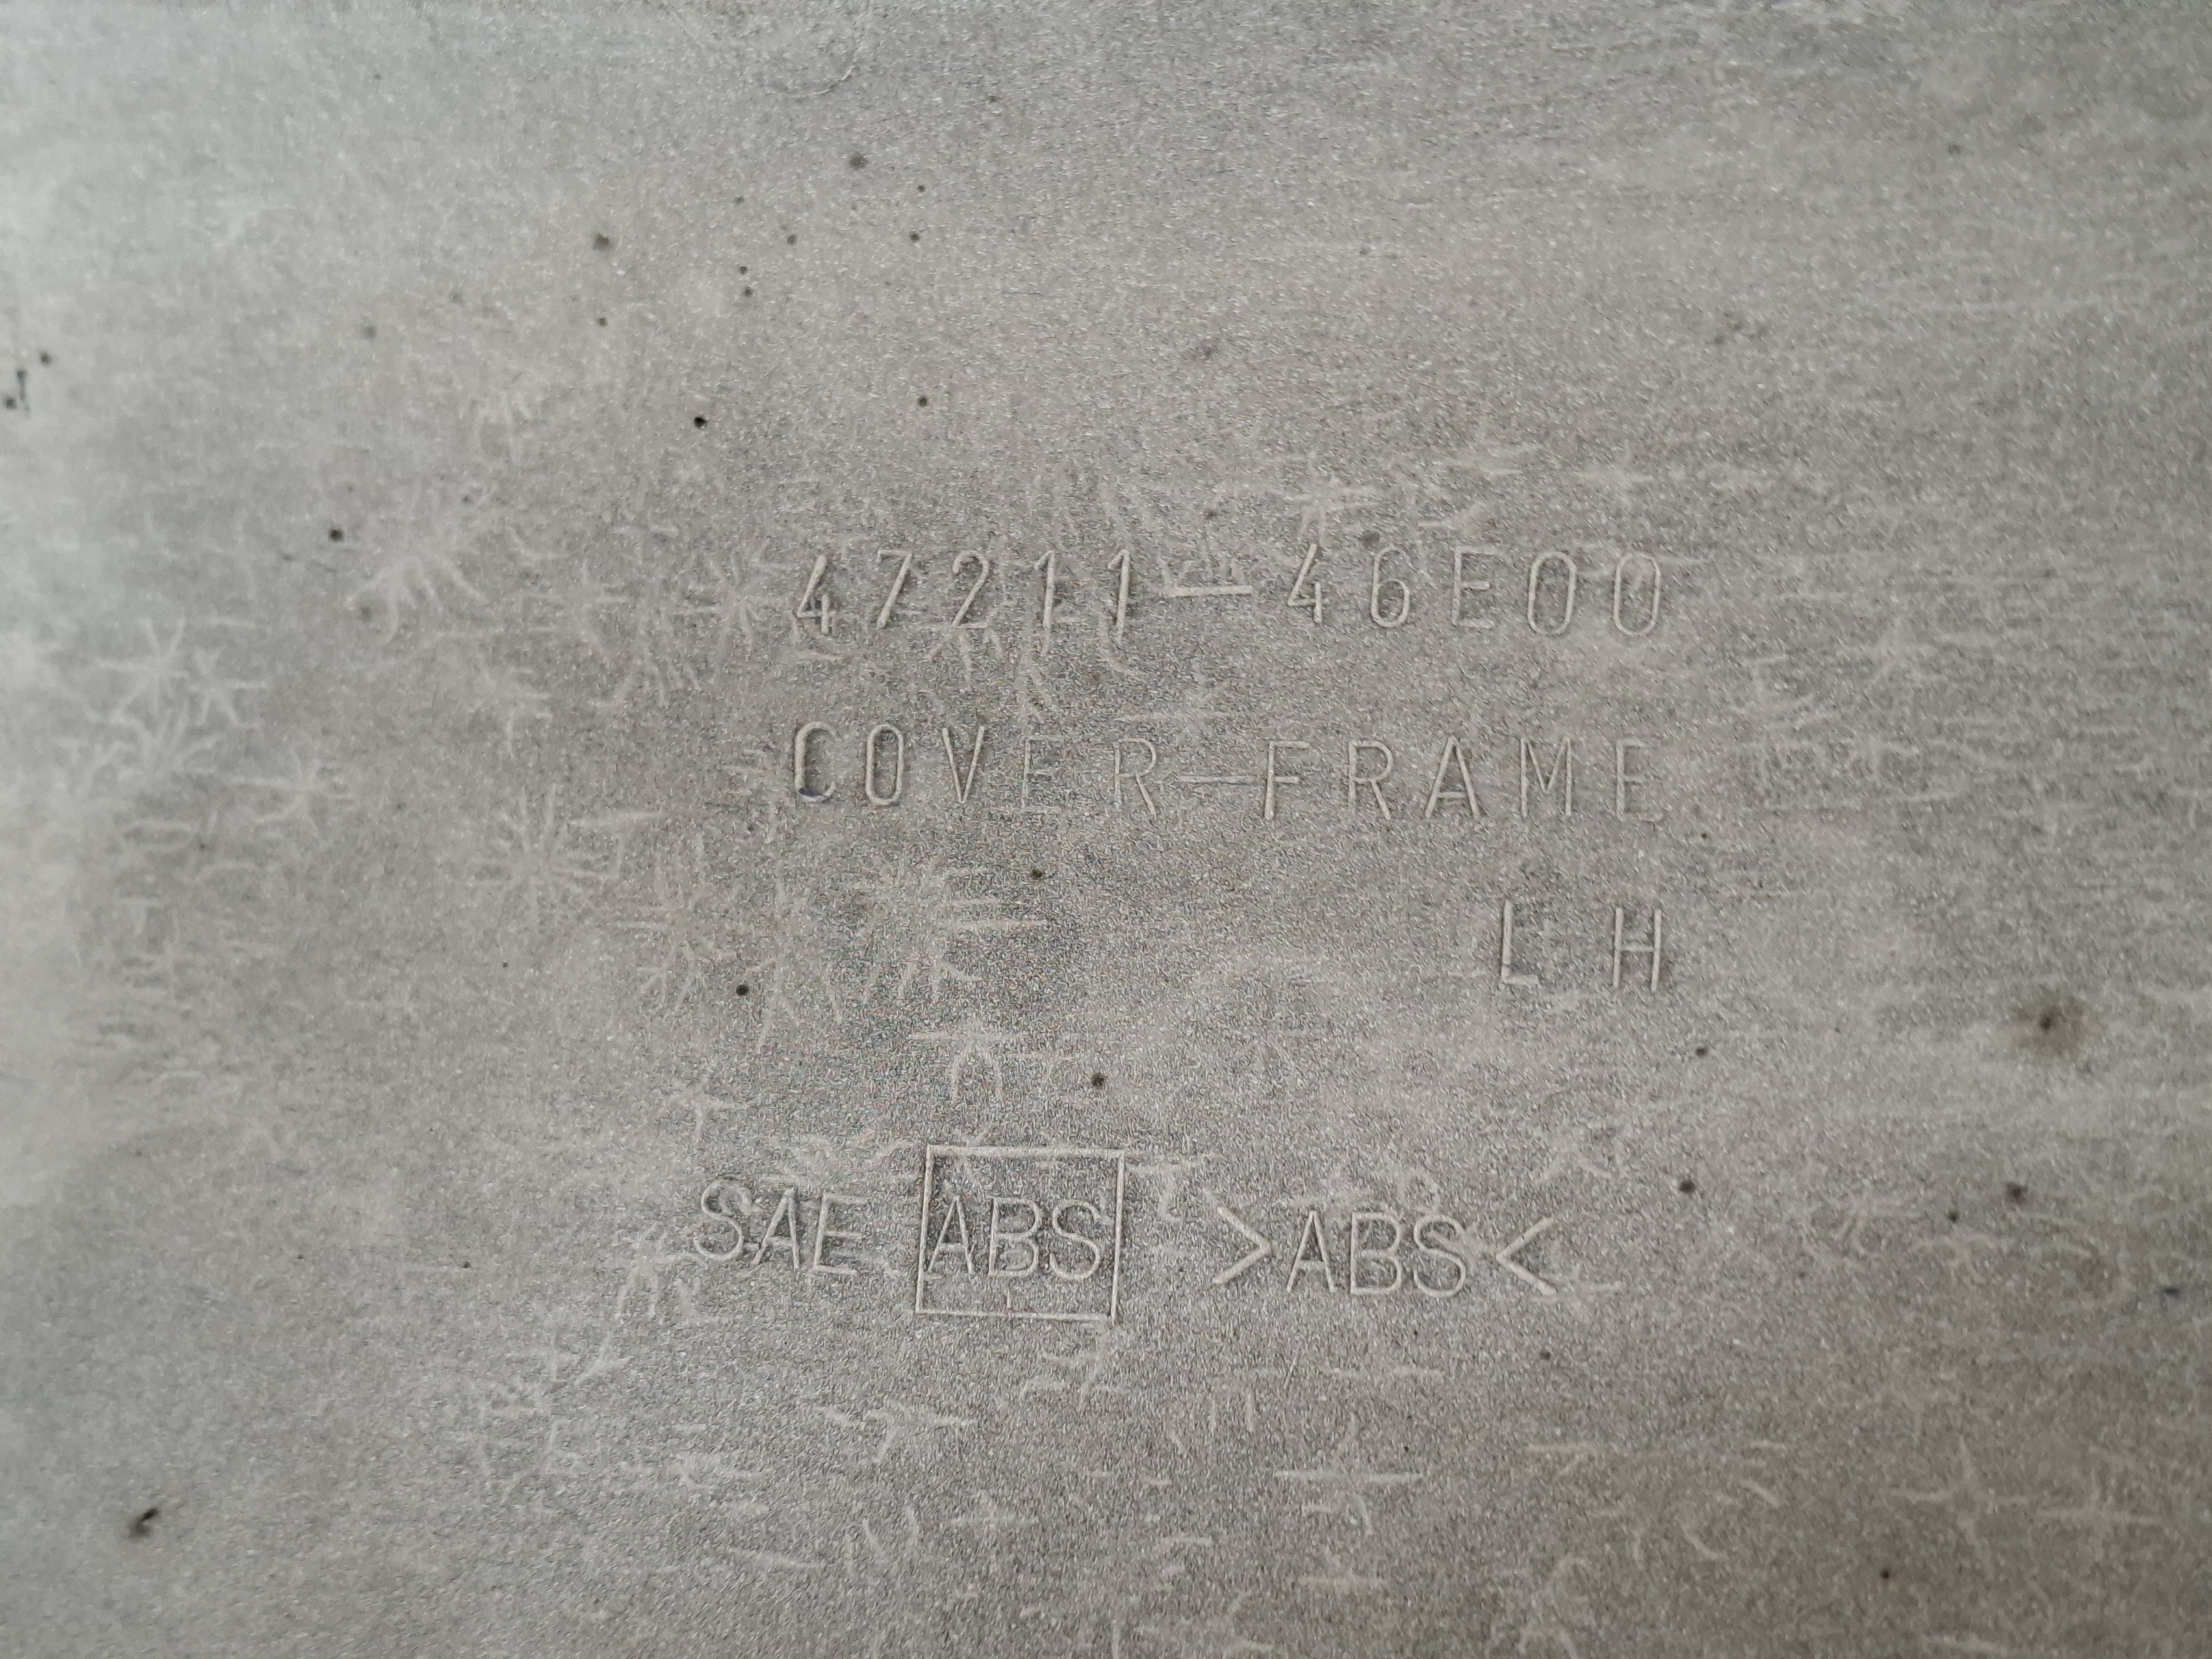 47211-46E00
COVER-FRAME
LH
SAE ABS >ABS<